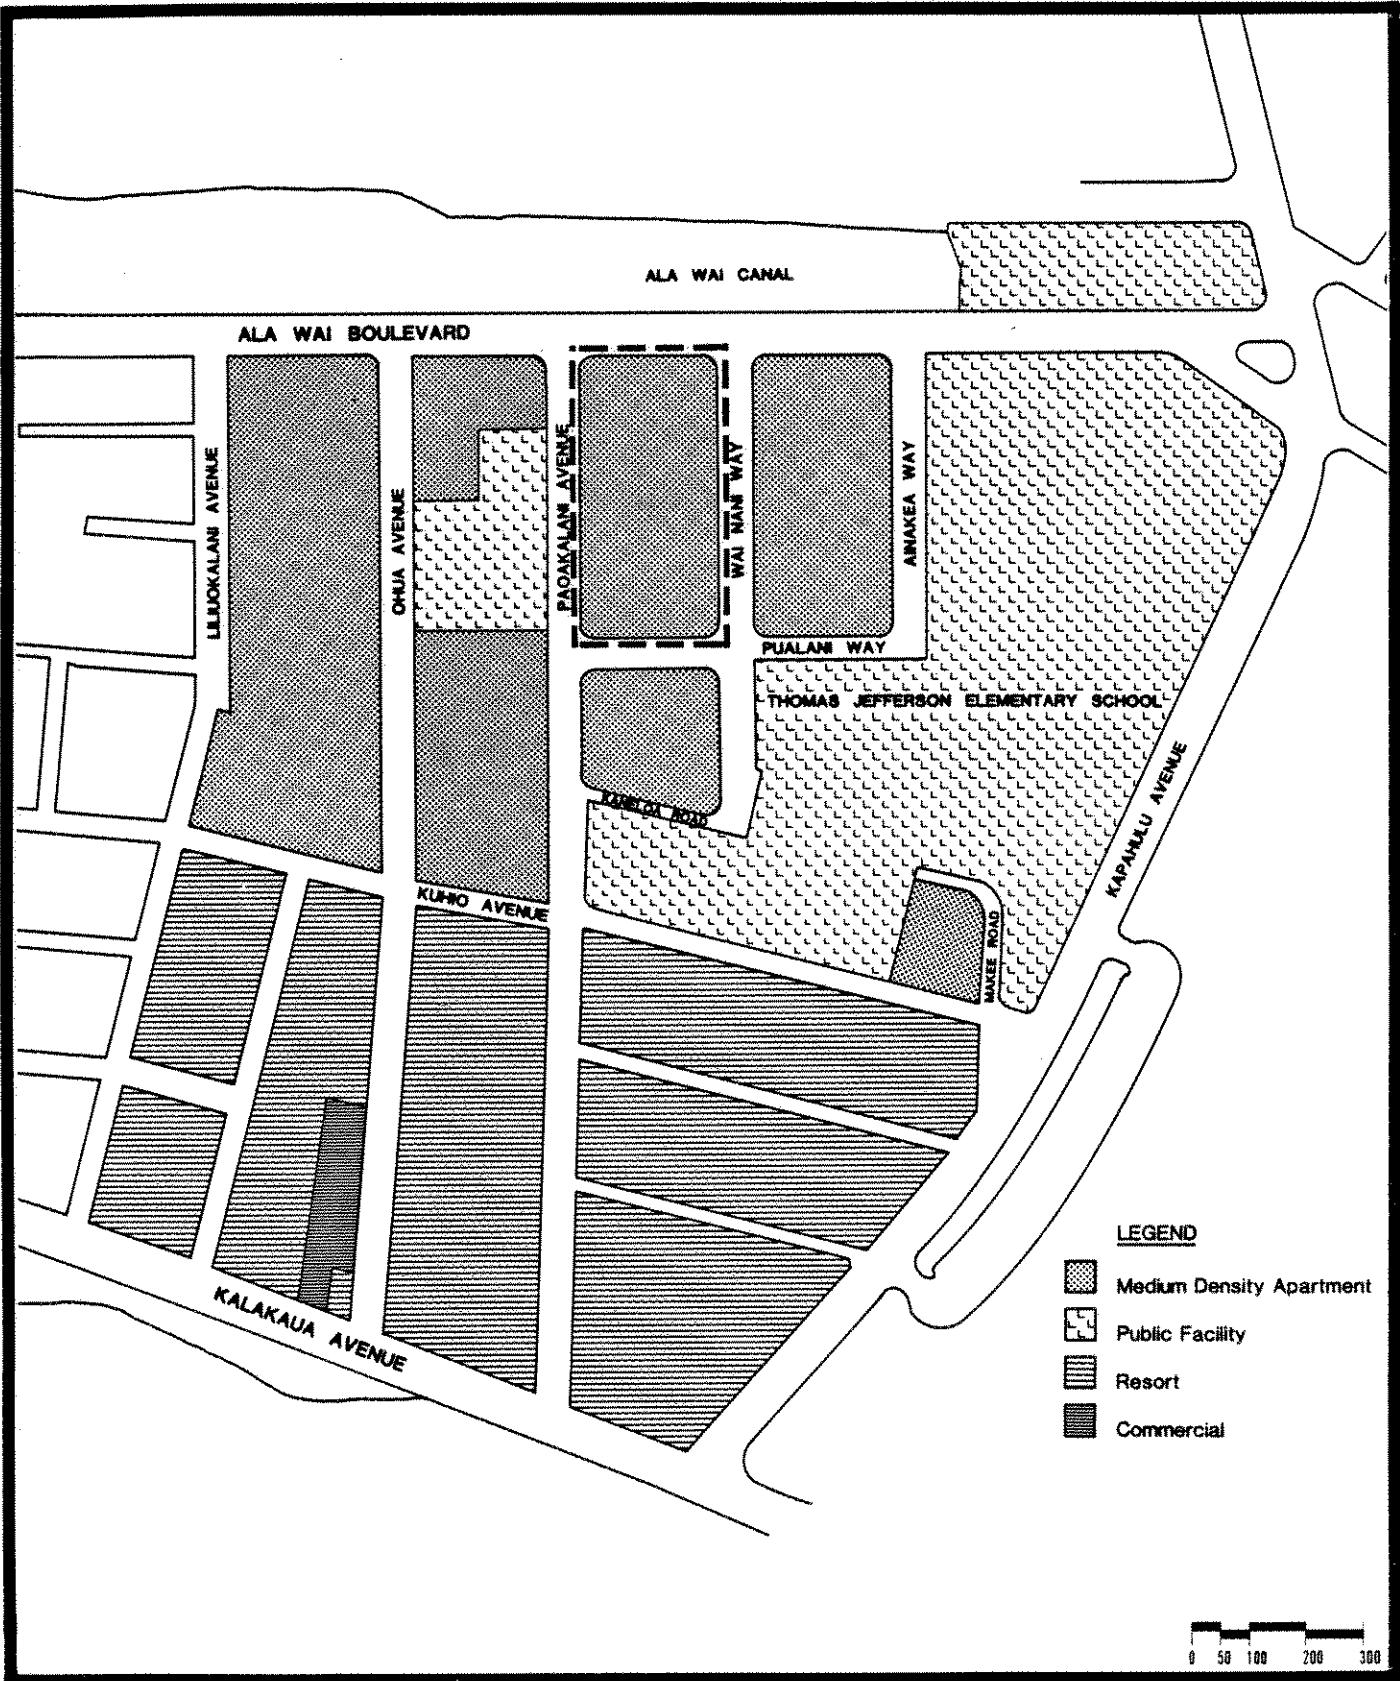 ALA WAI CANAL
ALA WAI BOULEVARD
LILIUOKALANI AVENUE
OHUA AVENUE
PAOAKALANI AVENUE
WAI NANI WAY
AINAKEA WAY
PUALANI WAY
THOMAS JEFFERSON ELEMENTARY SCHOOL
KANELOA ROAD
KAPAHULU AVENUE
KUHIO AVENUE
MAKEE ROAD
KALAKAUA AVENUE
LEGEND
Medium Density Apartment
Public Facility
Resort
Commercial
0 50 100 200 300